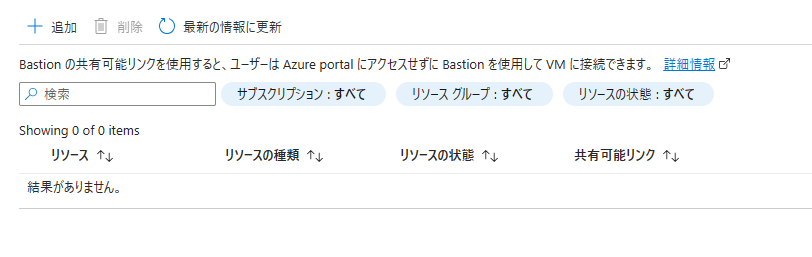 追加 削除 最新の情報に更新
Bastion の共有可能リンクを使用すると、ユーザーは Azure portal にアクセスせずに Bastion を使用して VM に接続できます。 詳細情報
検索 サブスクリプション : すべて リソース グループ : すべて リソースの状態 : すべて
Showing 0 of 0 items
リソース ↑↓ リソースの種類 ↑↓ リソースの状態 ↑↓ 共有可能リンク ↑↓
結果がありません。